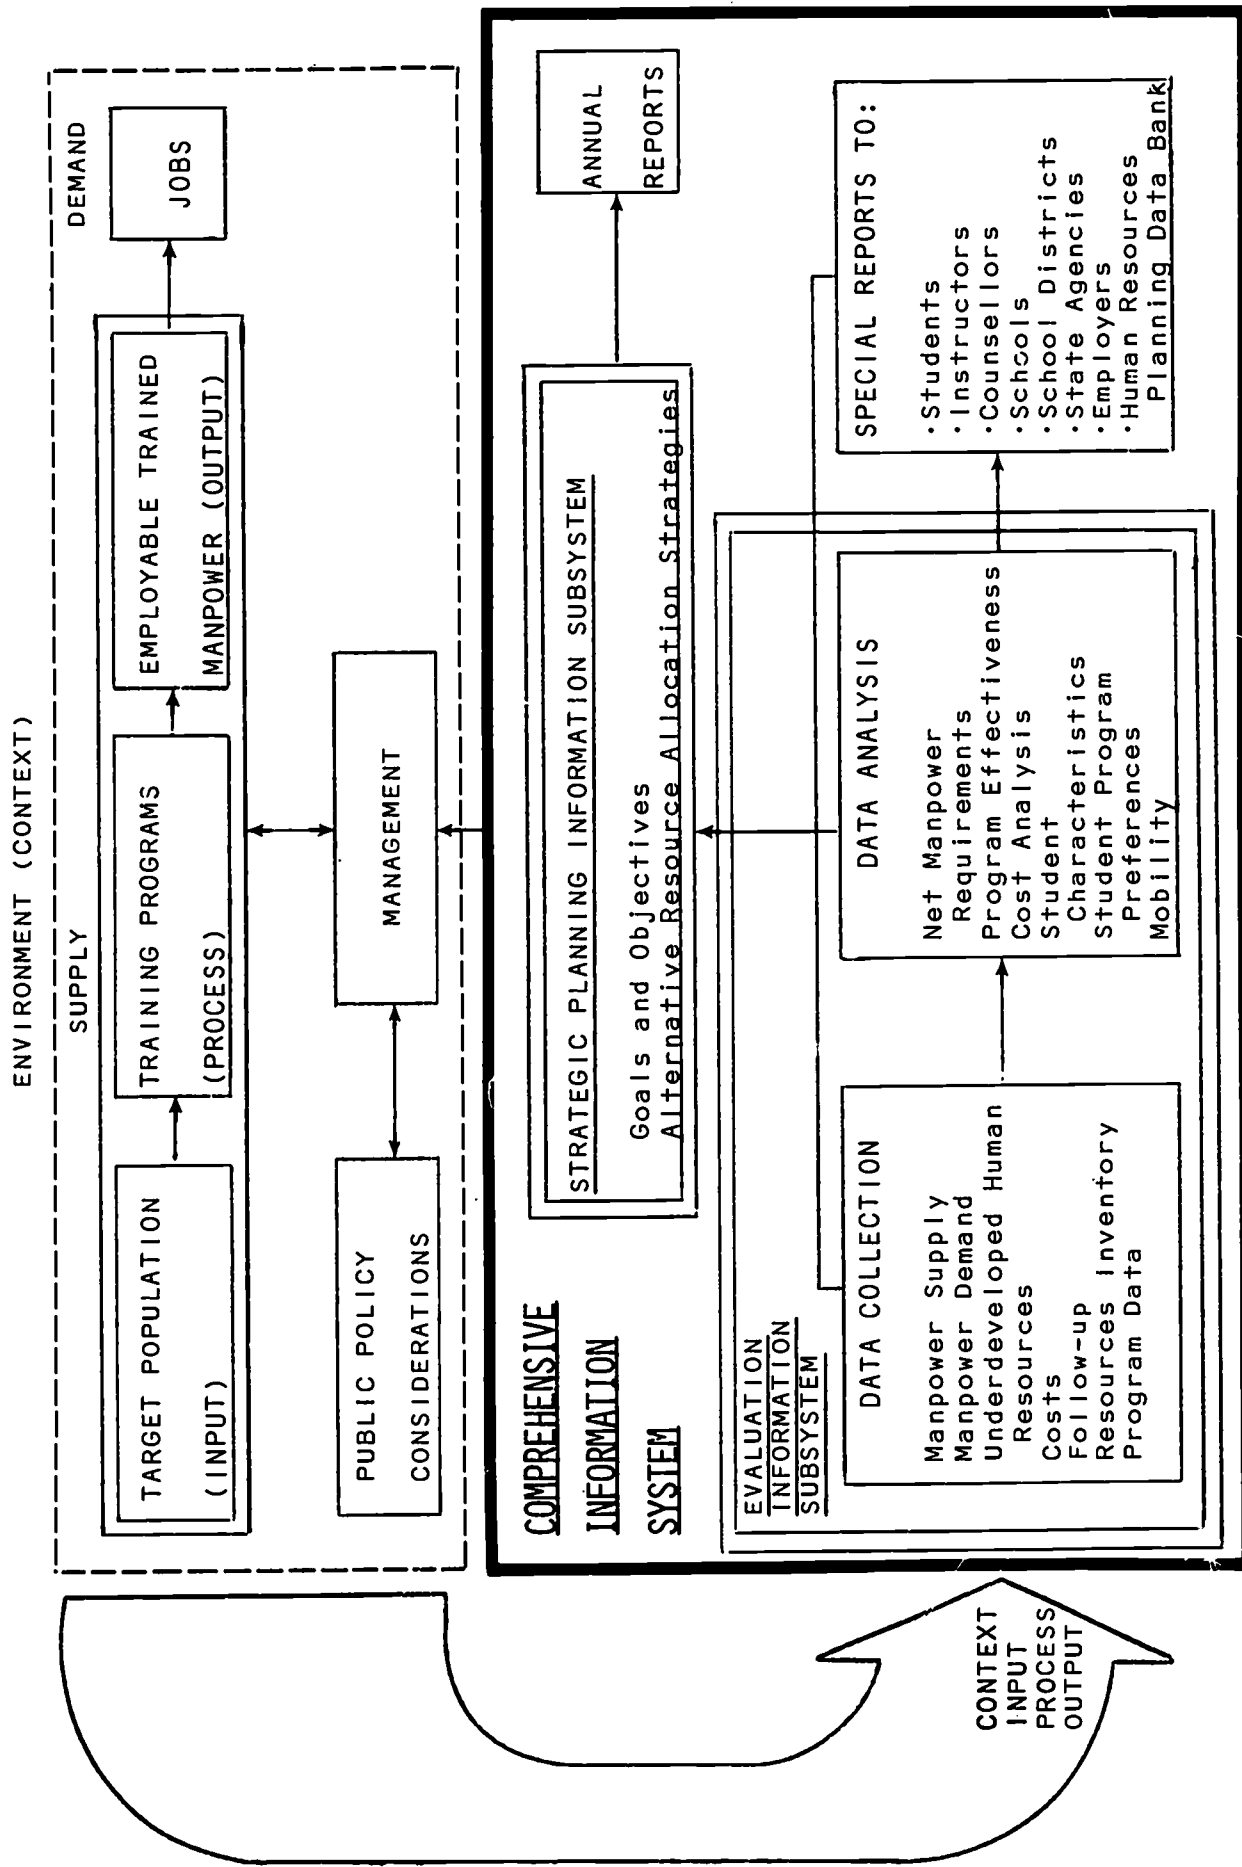 ENVIRONMENT (CONTEXT)
SUPPLY
DEMAND
TARGET POPULATION
(INPUT)
TRAINING PROGRAMS
(PROCESS)
EMPLOYABLE TRAINED
MANPOWER (OUTPUT)
JOBS
PUBLIC POLICY
CONSIDERATIONS
MANAGEMENT
COMPREHENSIVE
INFORMATION
SYSTEM
STRATEGIC PLANNING INFORMATION SUBSYSTEM
Goals and Objectives
Alternative Resource Allocation Strategies
ANNUAL
REPORTS
EVALUATION
INFORMATION
SUBSYSTEM
DATA COLLECTION
Manpower Supply
Manpower Demand
Underdeveloped Human
Resources
Costs
Follow-up
Resources Inventory
Program Data
DATA ANALYSIS
Net Manpower
Requirements
Program Effectiveness
Cost Analysis
Student
Characteristics
Student Program
Preferences
Mobility
SPECIAL REPORTS TO:
·Students
·Instructors
·Counsellors
·Schools
·School Districts
·State Agencies
·Employers
·Human Resources
Planning Data Bank
CONTEXT
INPUT
PROCESS
OUTPUT